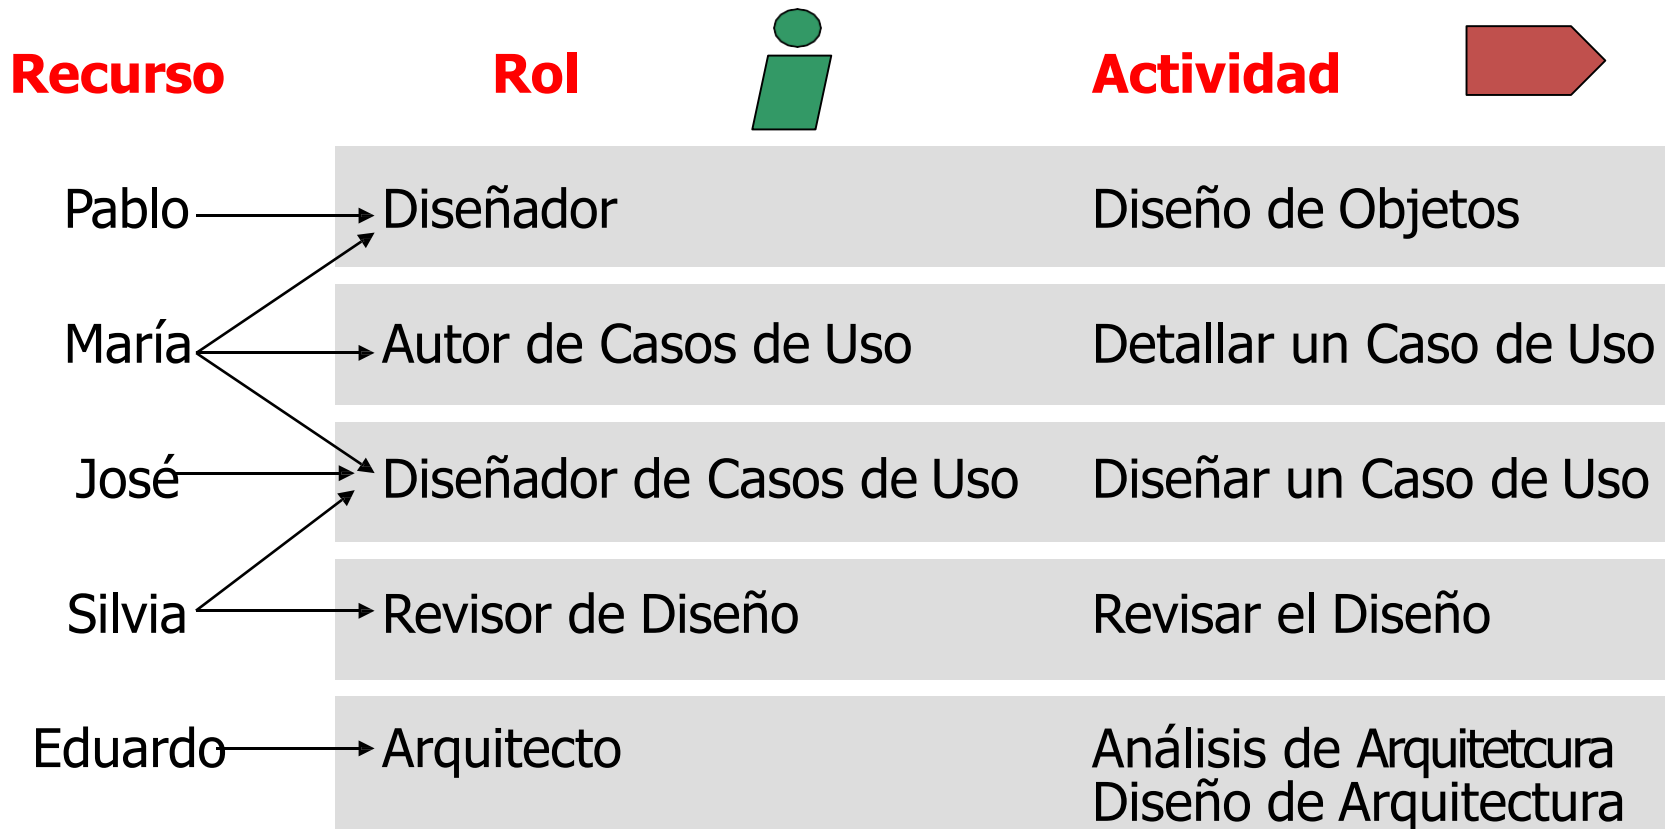 Recurso Rol Actividad
Pablo Diseñador Diseño de Objetos
María Autor de Casos de Uso Detallar un Caso de Uso
José Diseñador de Casos de Uso Diseñar un Caso de Uso
Silvia Revisor de Diseño Revisar el Diseño
Eduardo Arquitecto Análisis de Arquitetcura
Diseño de Arquitectura